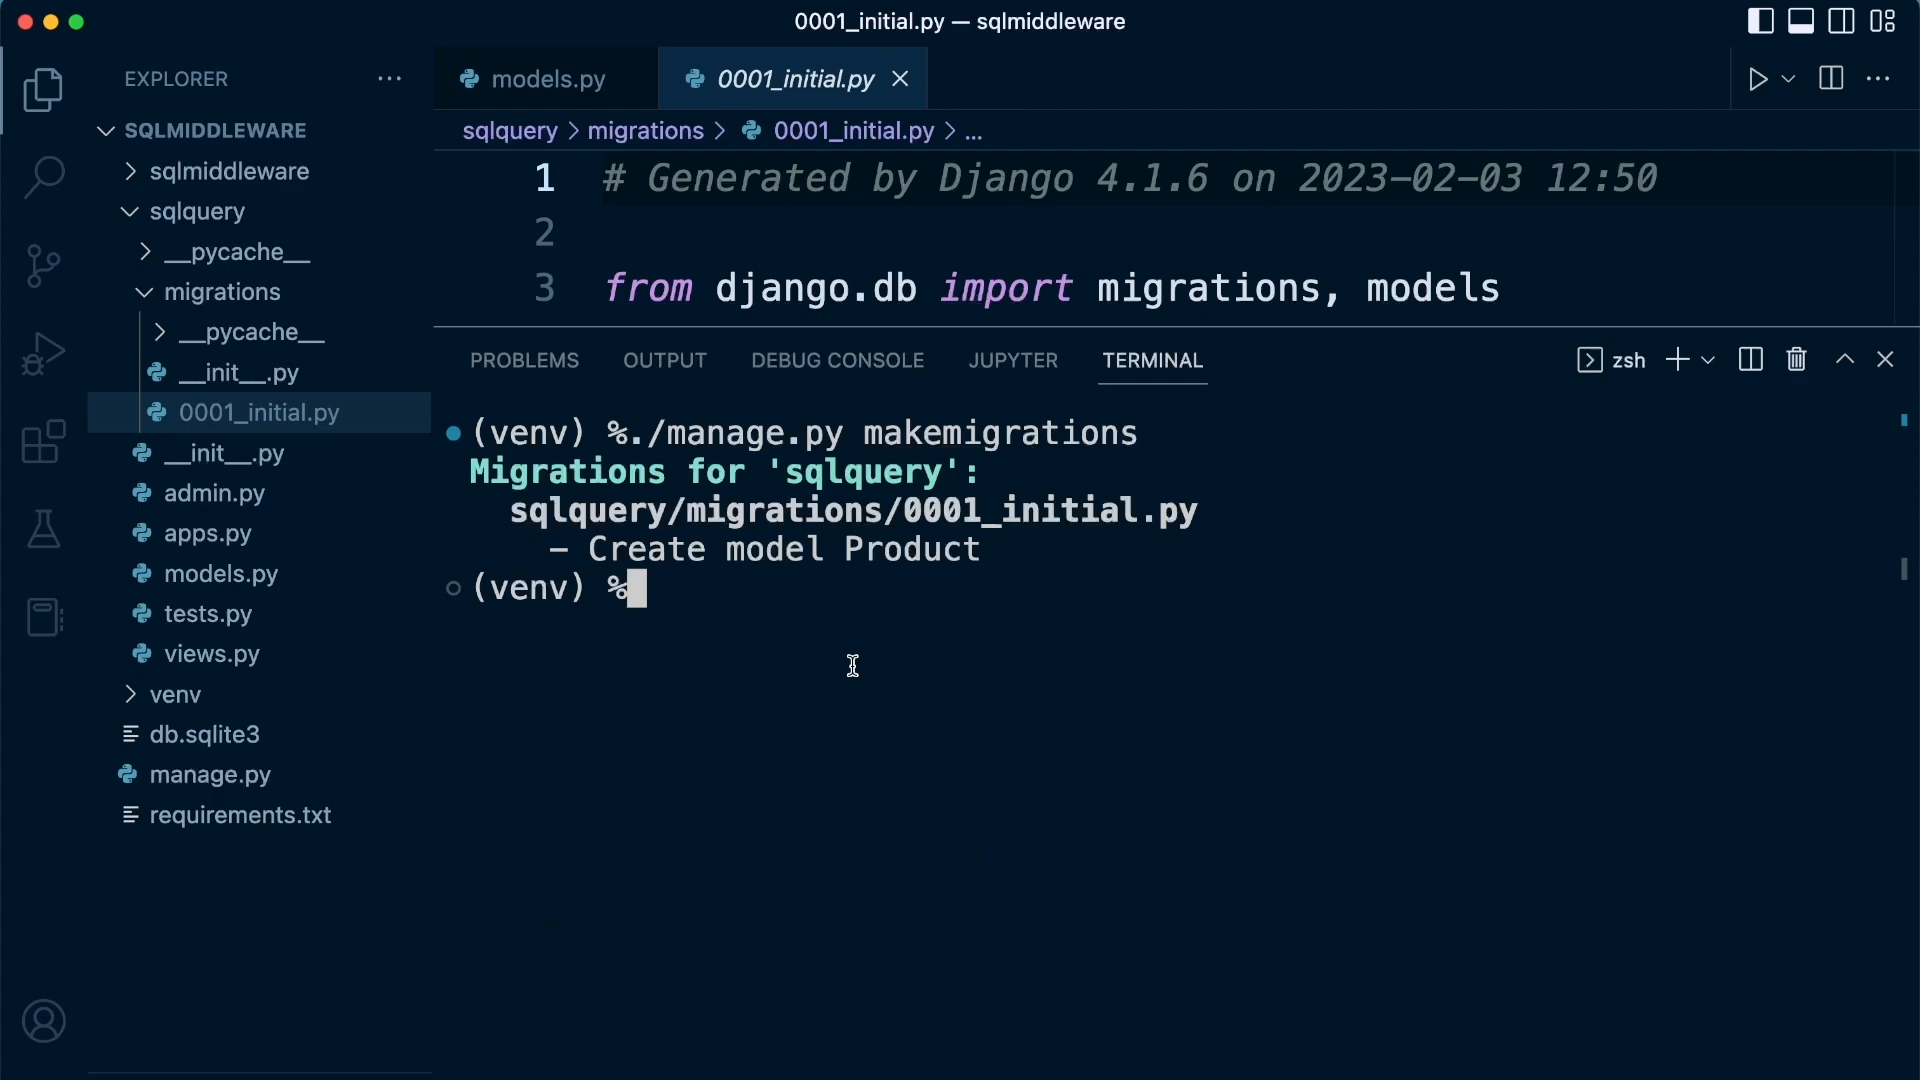 0001_initial.py — sqlmiddleware
EXPLORER
SQLMIDDLEWARE
sqlmiddleware
sqlquery
__pycache__
migrations
__pycache__
__init__.py
0001_initial.py
__init__.py
admin.py
apps.py
models.py
tests.py
views.py
venv
db.sqlite3
manage.py
requirements.txt
models.py
0001_initial.py
sqlquery > migrations > 0001_initial.py > ...
1 # Generated by Django 4.1.6 on 2023-02-03 12:50
2
3 from django.db import migrations, models
PROBLEMS OUTPUT DEBUG CONSOLE JUPYTER TERMINAL
zsh
(venv) %./manage.py makemigrations
Migrations for 'sqlquery':
sqlquery/migrations/0001_initial.py
- Create model Product
(venv) %